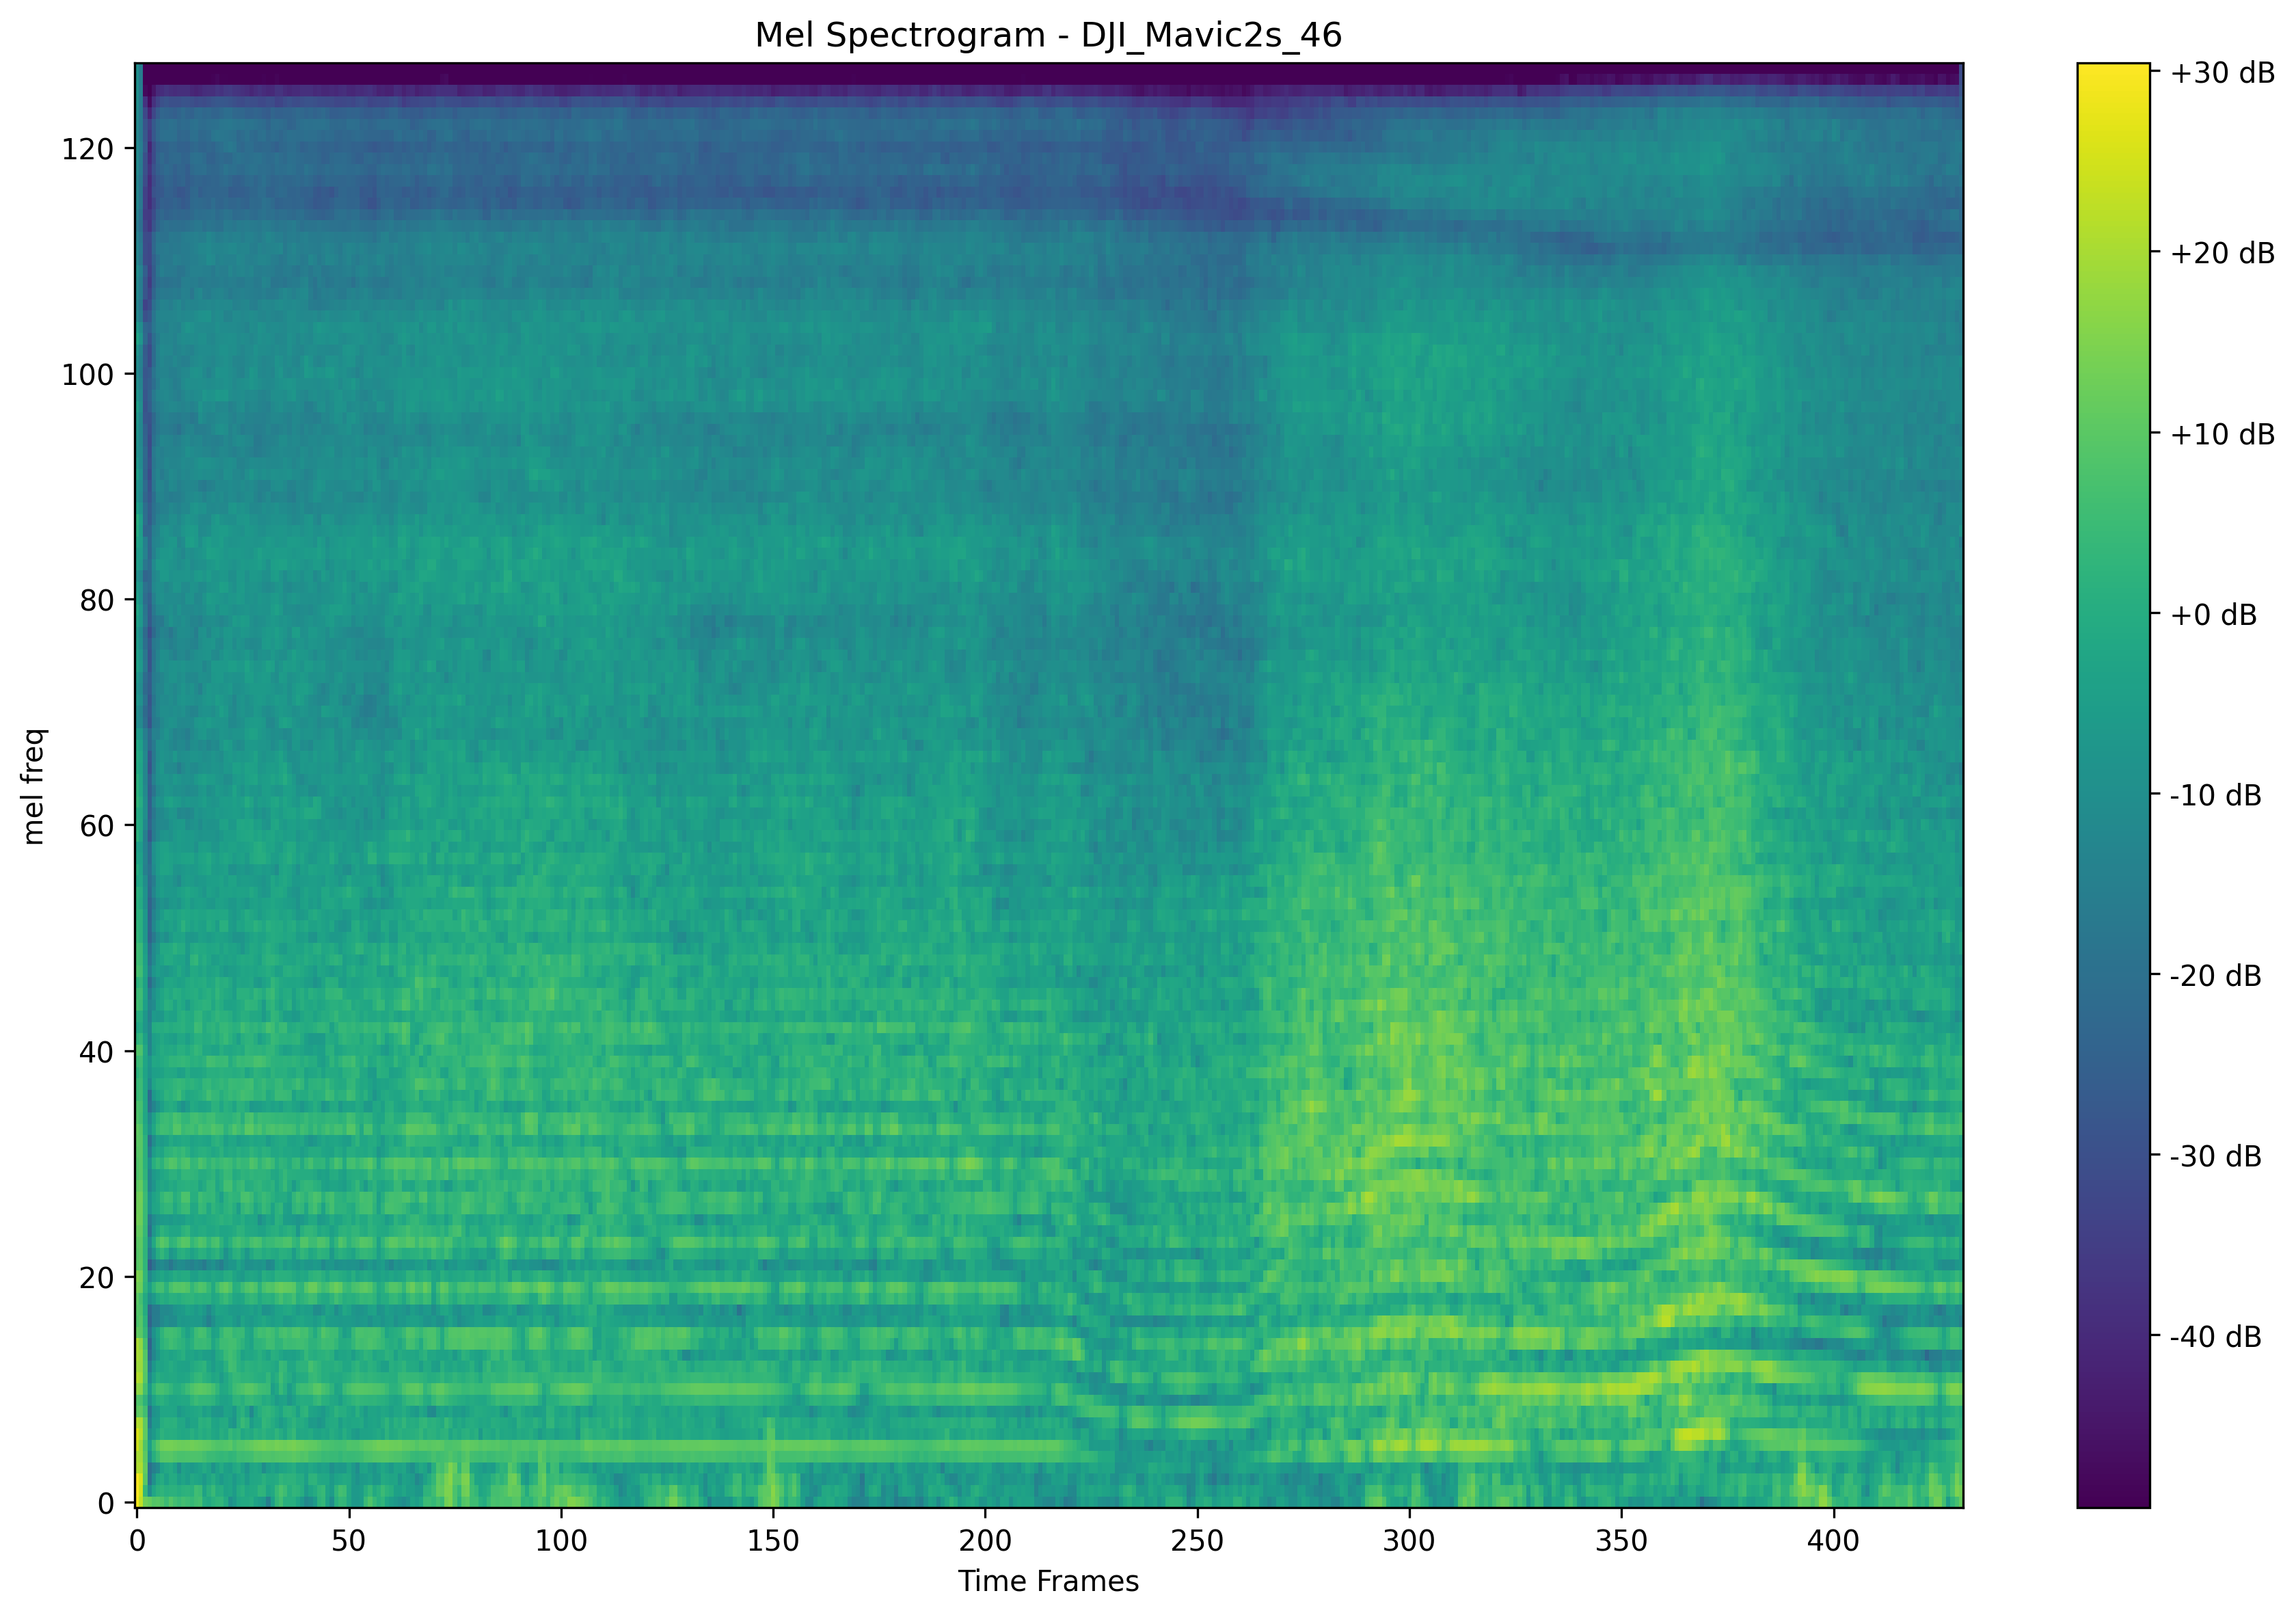 Mel Spectrogram - DJI_Mavic2s_46
mel freq
120
100
80
60
40
20
0
0 50 100 150 200 250 300 350 400
Time Frames
+30 dB
+20 dB
+10 dB
+0 dB
-10 dB
-20 dB
-30 dB
-40 dB